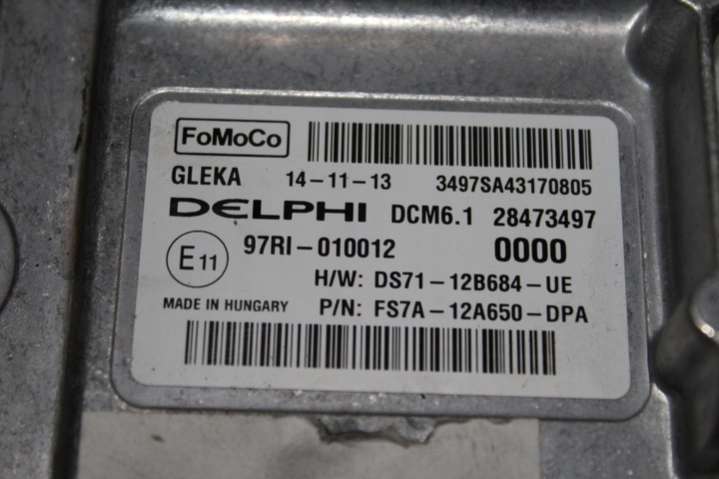 FoMoCo
GLEKA 14-11-13 3497SA43170805
DELPHI DCM6.1 28473497
E11 97RI-010012 0000
H/W: DS71-12B684-UE
MADE IN HUNGARY P/N: FS7A-12A650-DPA